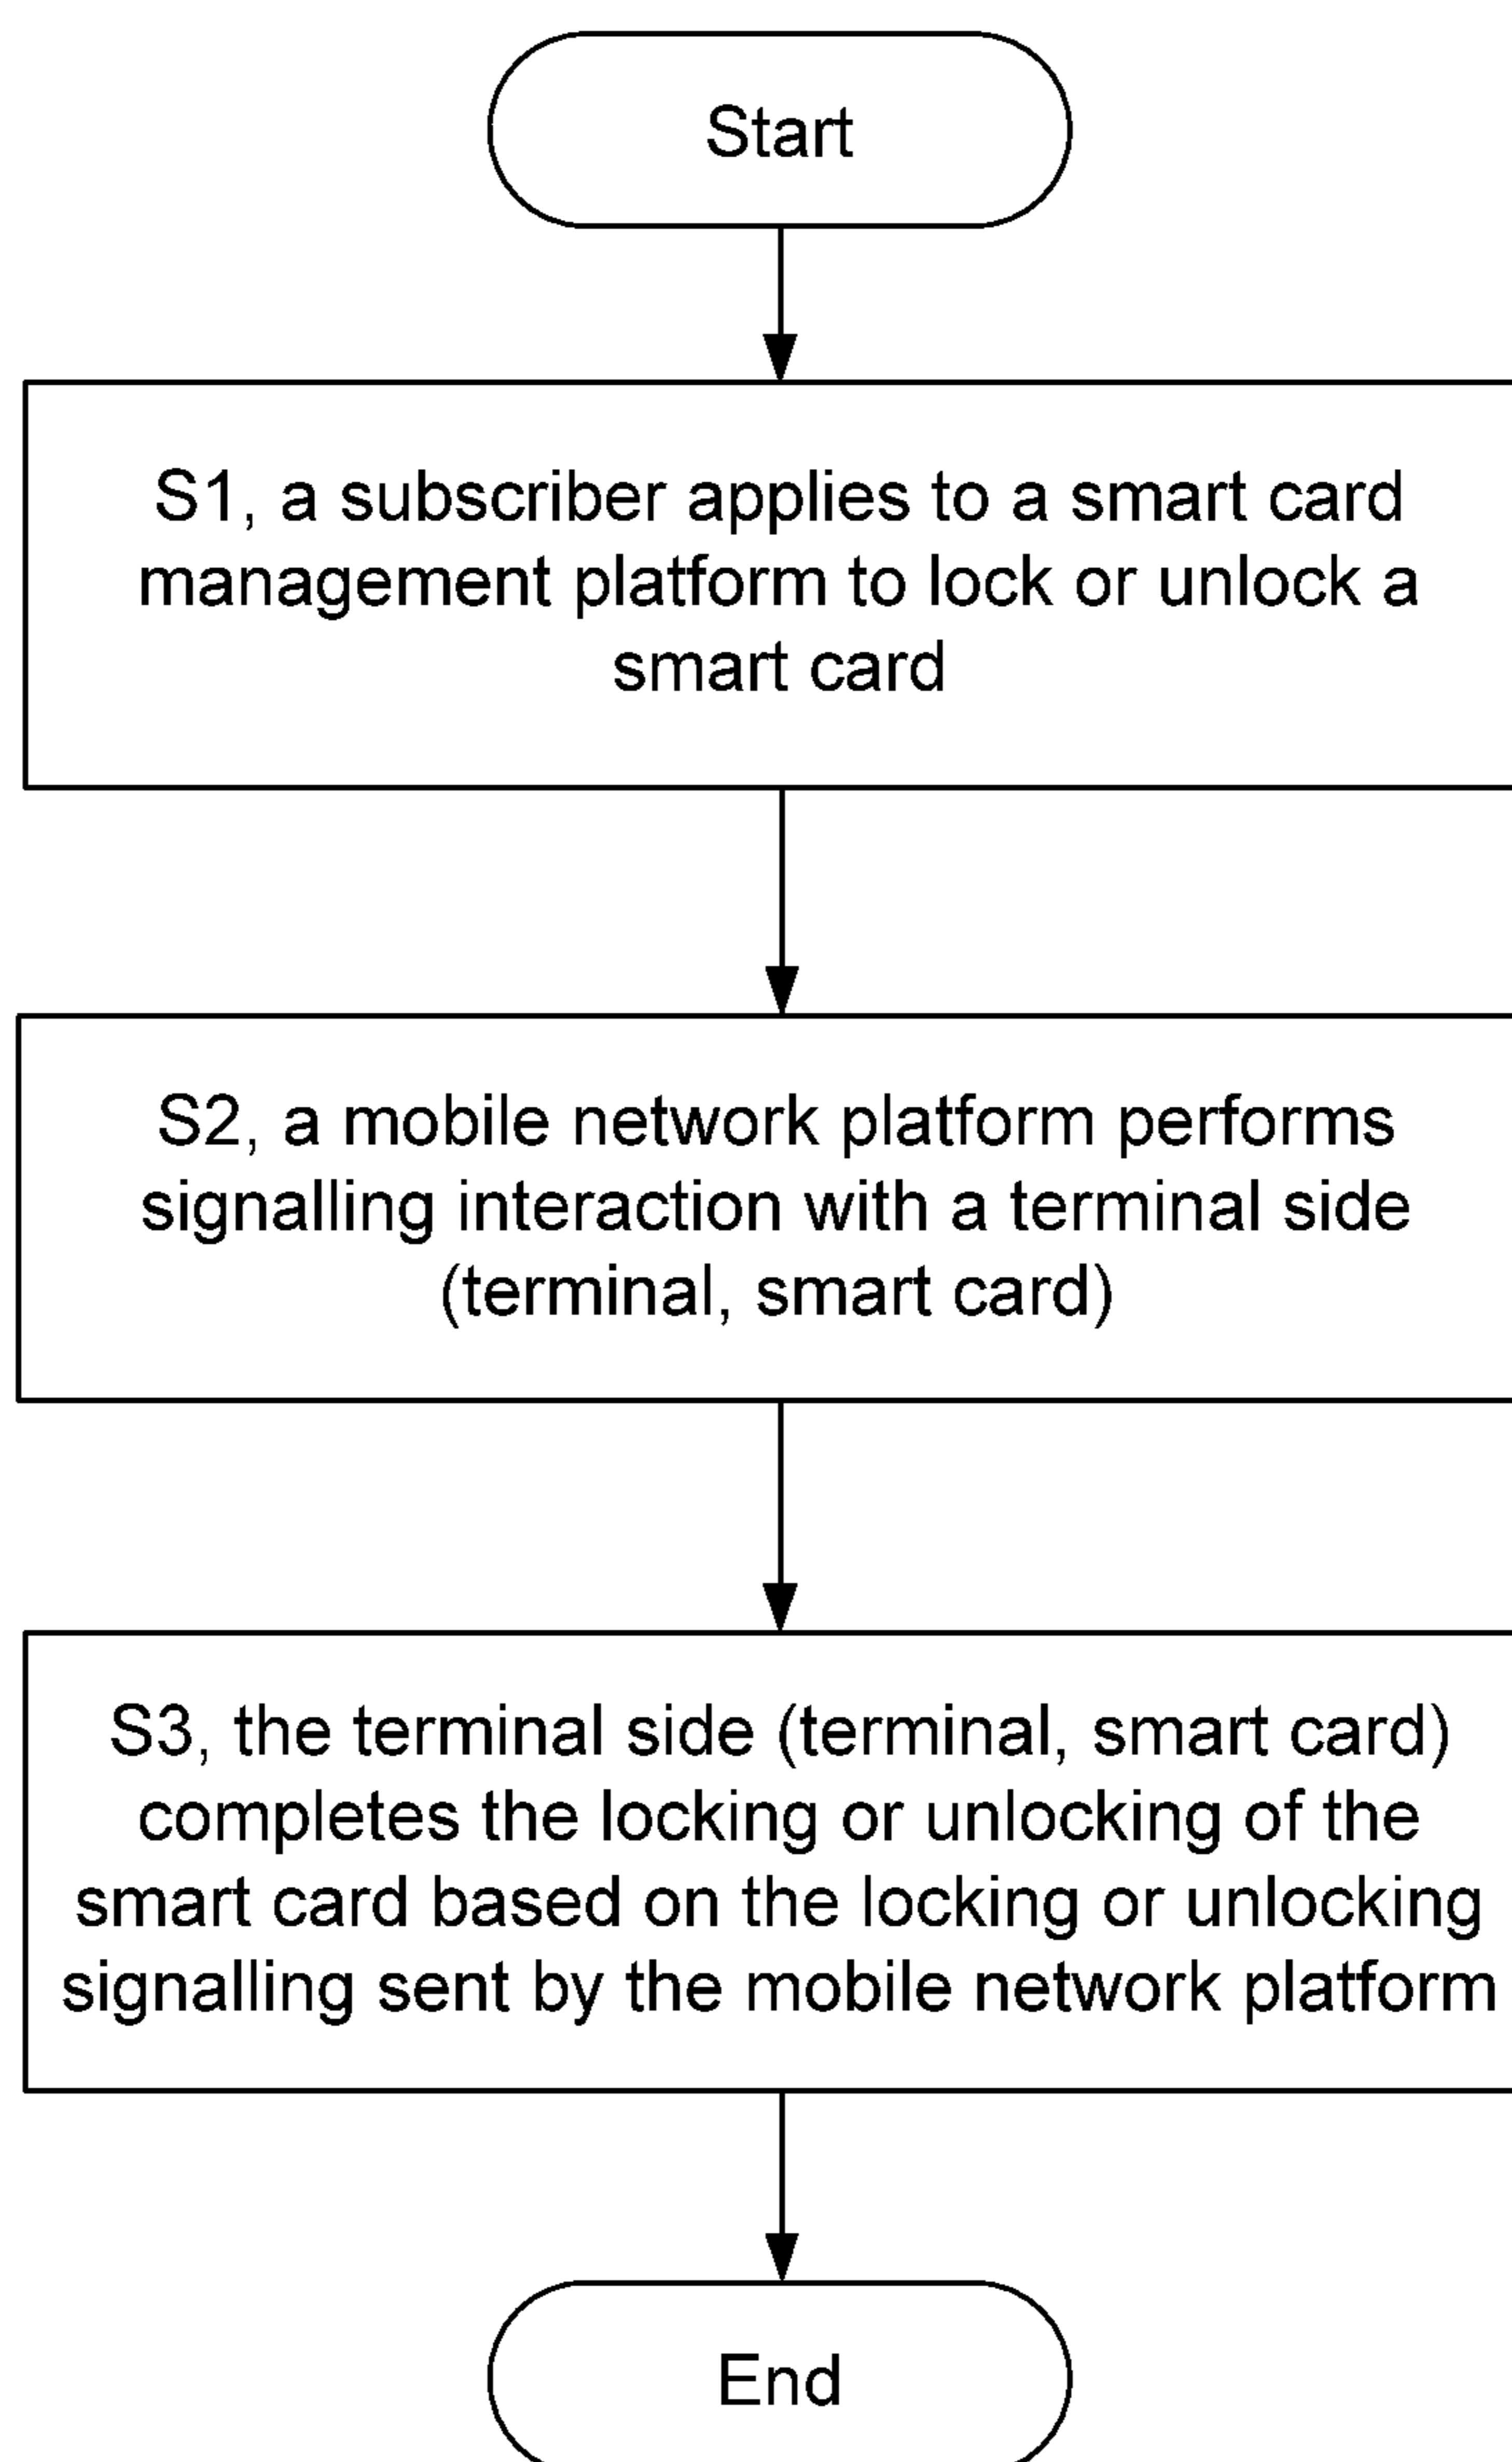 Start
S1, a subscriber applies to a smart card
management platform to lock or unlock a
smart card
S2, a mobile network platform performs
signalling interaction with a terminal side
(terminal, smart card)
S3, the terminal side (terminal, smart card)
completes the locking or unlocking of the
smart card based on the locking or unlocking
signalling sent by the mobile network platform
End